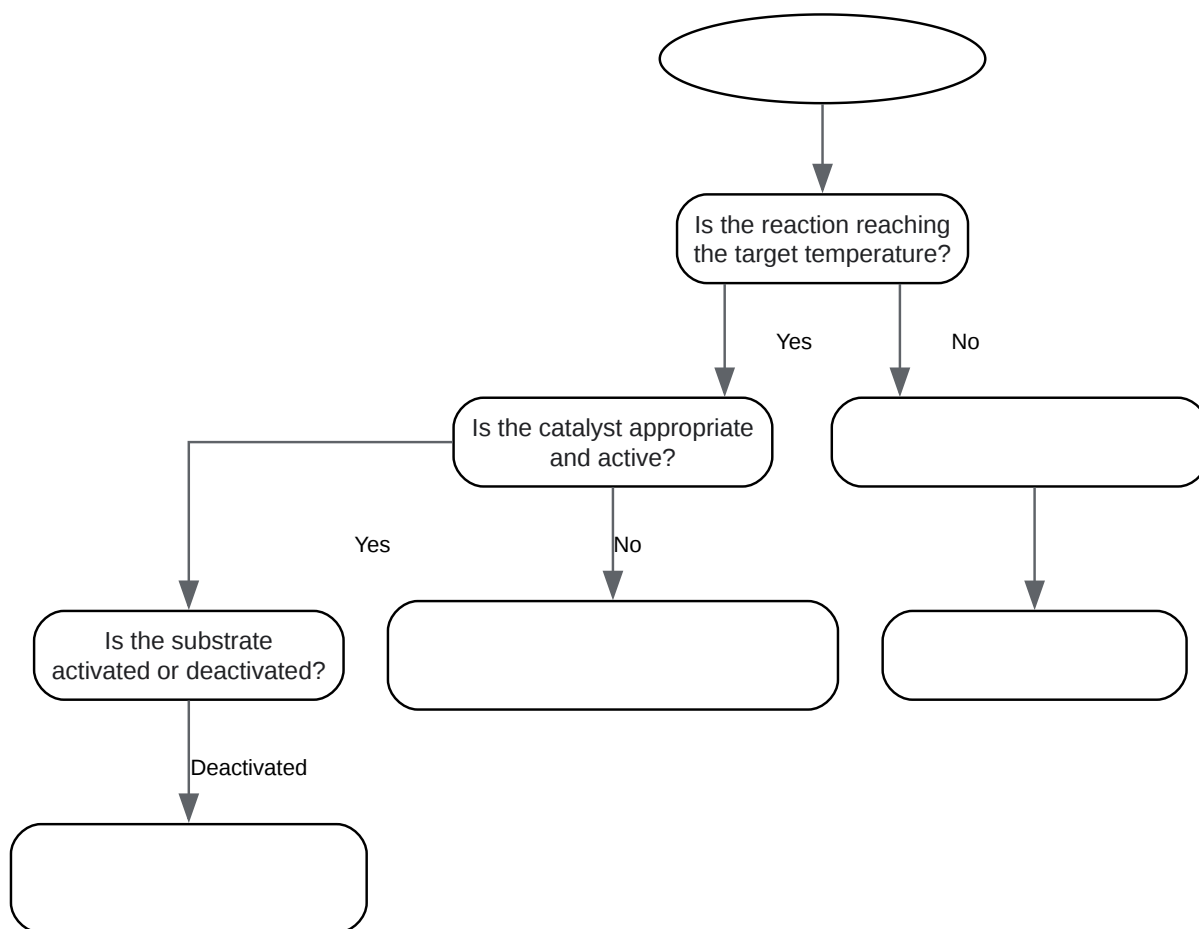 Is the reaction reaching
the target temperature?
Yes
No
Is the catalyst appropriate
and active?
Yes
No
Is the substrate
activated or deactivated?
Deactivated